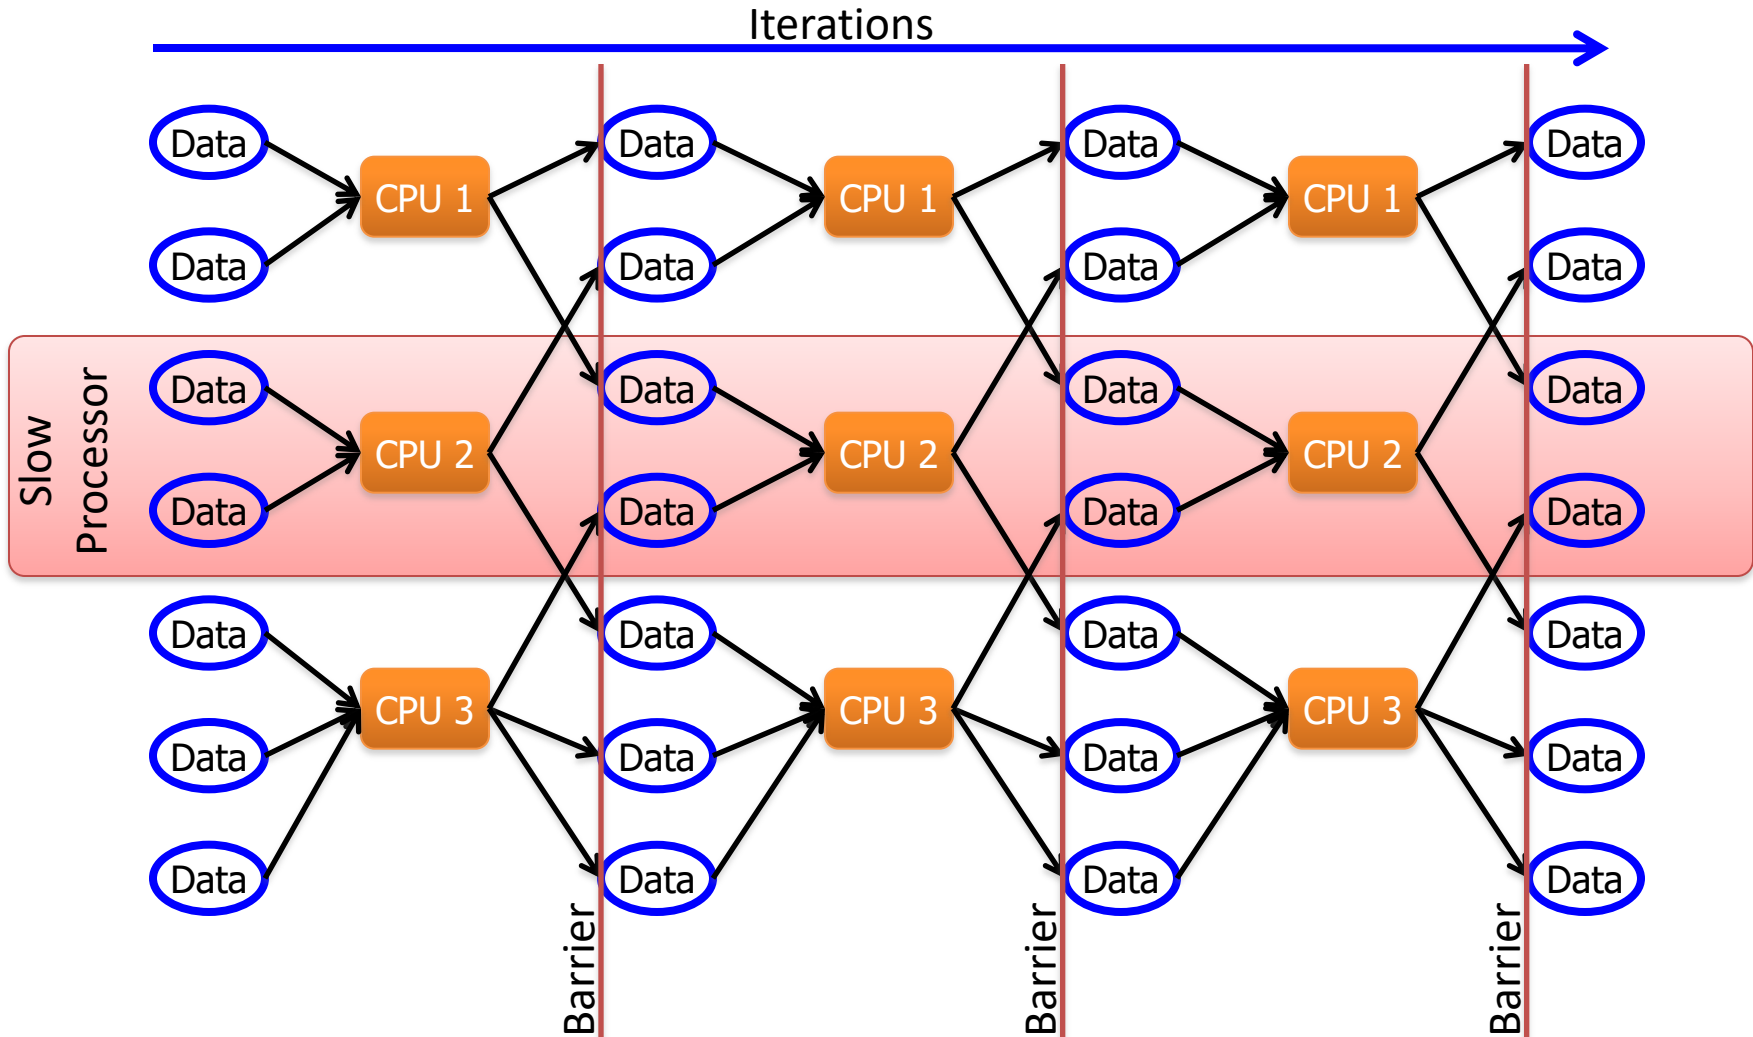 Iterations
Data Data Data Data
CPU 1 CPU 1 CPU 1
Data Data Data Data
Slow
Processor
Data Data Data Data
CPU 2 CPU 2 CPU 2
Data Data Data Data
Data Data Data Data
CPU 3 CPU 3 CPU 3
Data Data Data Data
Data Data Data Data
Barrier Barrier Barrier